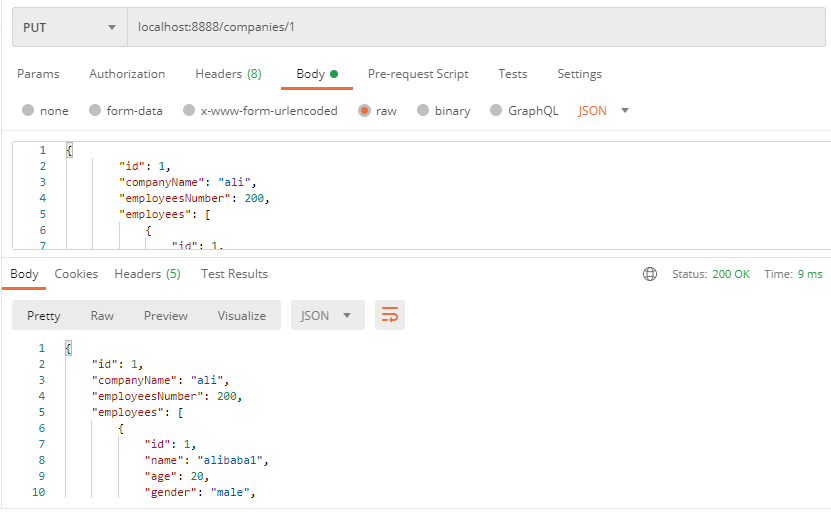 PUT localhost:8888/companies/1
Params Authorization Headers (8) Body Pre-request Script Tests Settings
none form-data x-www-form-urlencoded raw binary GraphQL JSON
1 {
2 "id": 1,
3 "companyName": "ali",
4 "employeesNumber": 200,
5 "employees": [
6 {
7 "id": 1,
Body Cookies Headers (5) Test Results Status: 200 OK Time: 9 ms
Pretty Raw Preview Visualize JSON
1 {
2 "id": 1,
3 "companyName": "ali",
4 "employeesNumber": 200,
5 "employees": [
6 {
7 "id": 1,
8 "name": "alibaba1",
9 "age": 20,
10 "gender": "male",